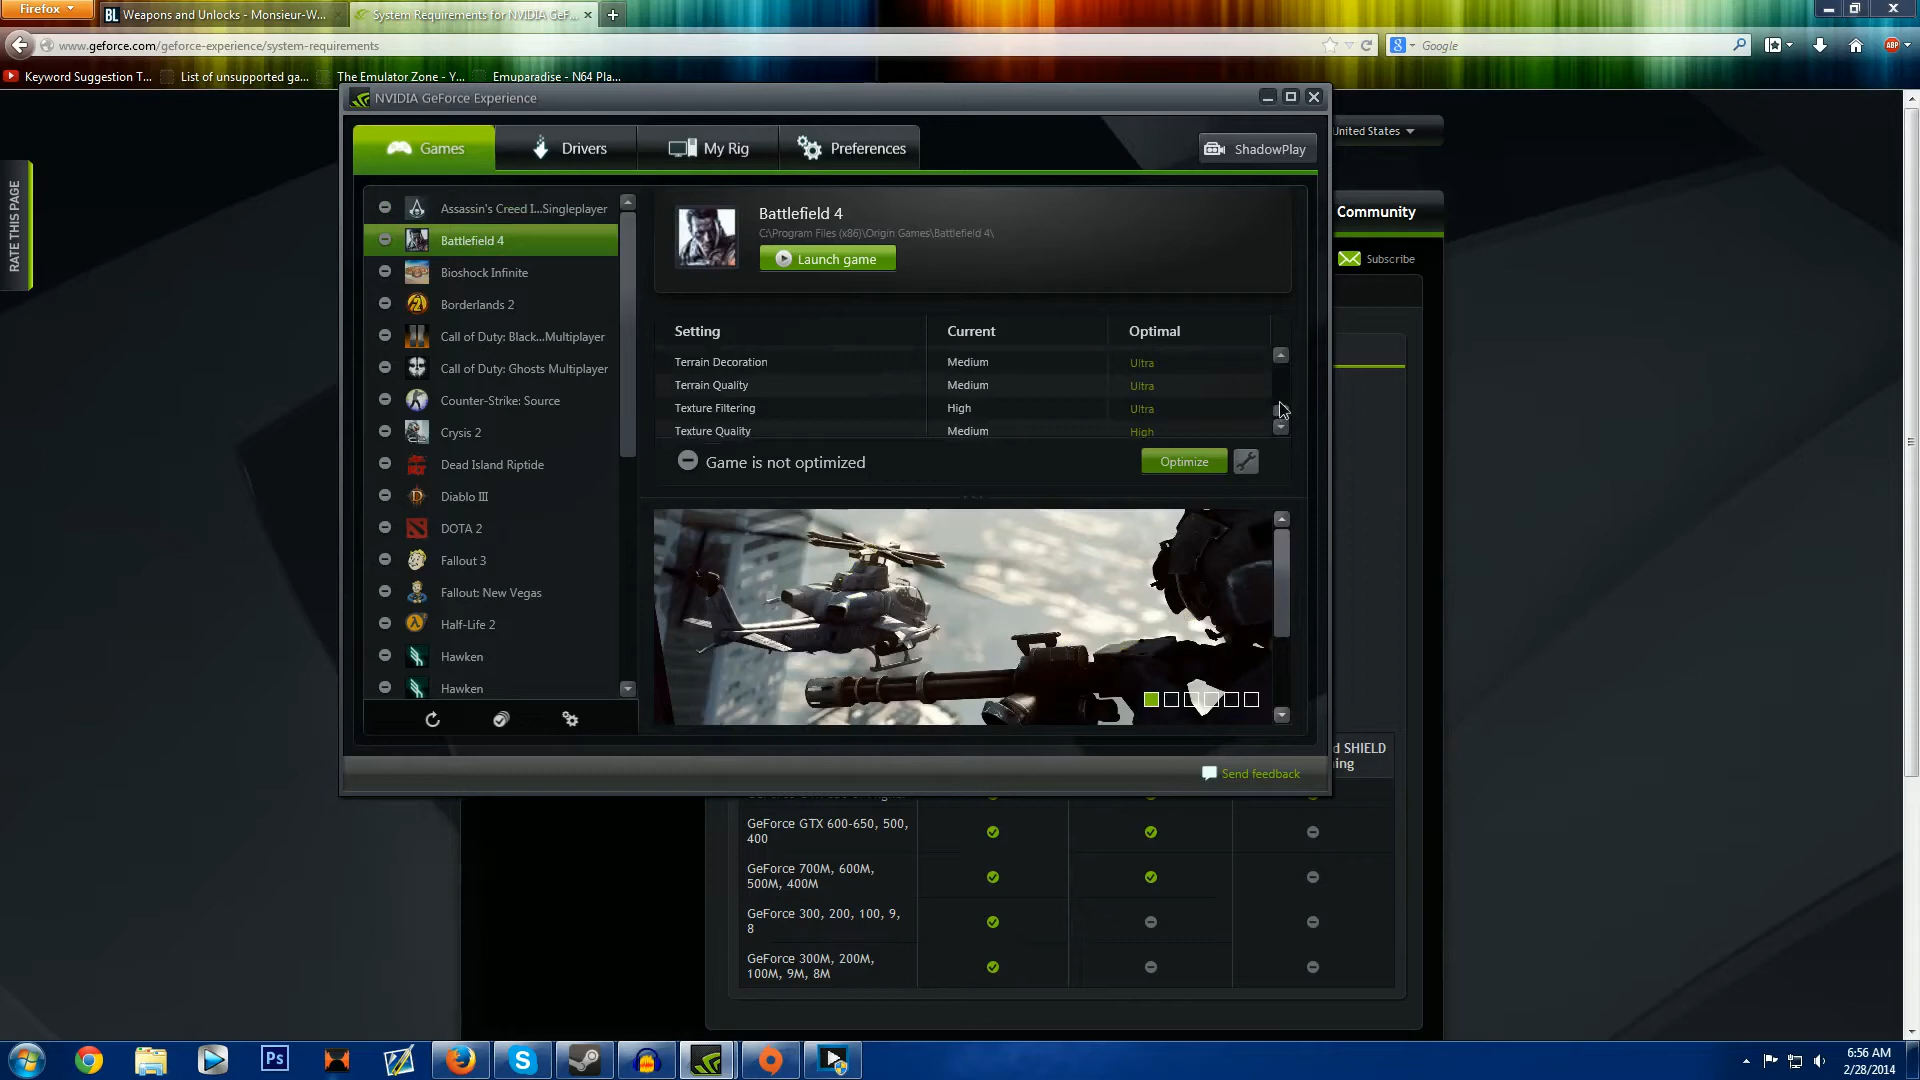 Firefox
BL Weapons and Unlocks - Monsieur-W...
System Requirements for NVIDIA GeF...
www.geforce.com/geforce-experience/system-requirements
Google
ABP
Keyword Suggestion T...
List of unsupported ga...
The Emulator Zone - Y...
Emuparadise - N64 Pla...
NVIDIA GeForce Experience
United States
Games
Drivers
My Rig
Preferences
ShadowPlay
RATE THIS PAGE
Community
Subscribe
Assassin's Creed I...Singleplayer
Battlefield 4
Bioshock Infinite
Borderlands 2
Call of Duty: Black...Multiplayer
Call of Duty: Ghosts Multiplayer
Counter-Strike: Source
Crysis 2
Dead Island Riptide
Diablo III
DOTA 2
Fallout 3
Fallout: New Vegas
Half-Life 2
Hawken
Hawken
Battlefield 4
C:\Program Files (x86)\Origin Games\Battlefield 4\
Launch game
Setting Current Optimal
Terrain Decoration Medium Ultra
Terrain Quality Medium Ultra
Texture Filtering High Ultra
Texture Quality Medium High
Game is not optimized
Optimize
Send feedback
d SHIELD
ning
GeForce GTX 600-650, 500,
400
GeForce 700M, 600M,
500M, 400M
GeForce 300, 200, 100, 9,
8
GeForce 300M, 200M,
100M, 9M, 8M
Ps
6:56 AM
2/28/2014